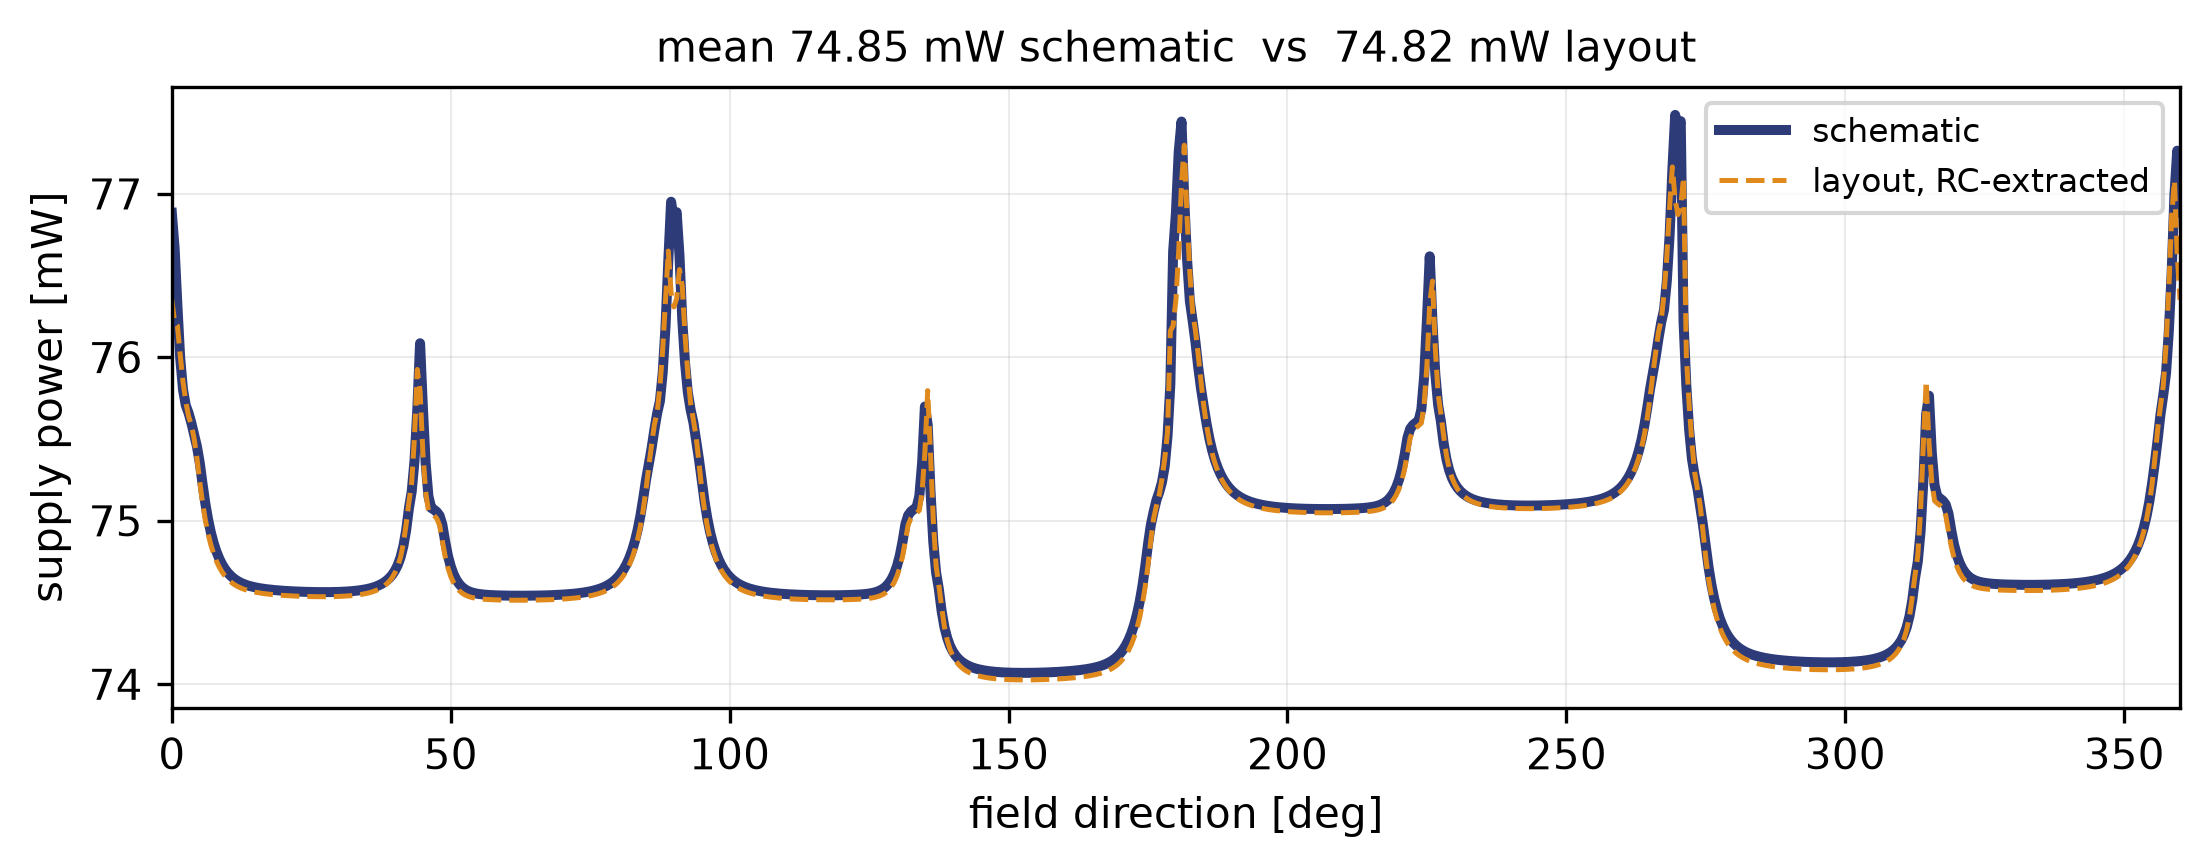 mean 74.85 mW schematic  vs  74.82 mW layout
supply power [mW]
77
76
75
74
schematic
layout, RC-extracted
0
50
100
150
200
250
300
350
field direction [deg]